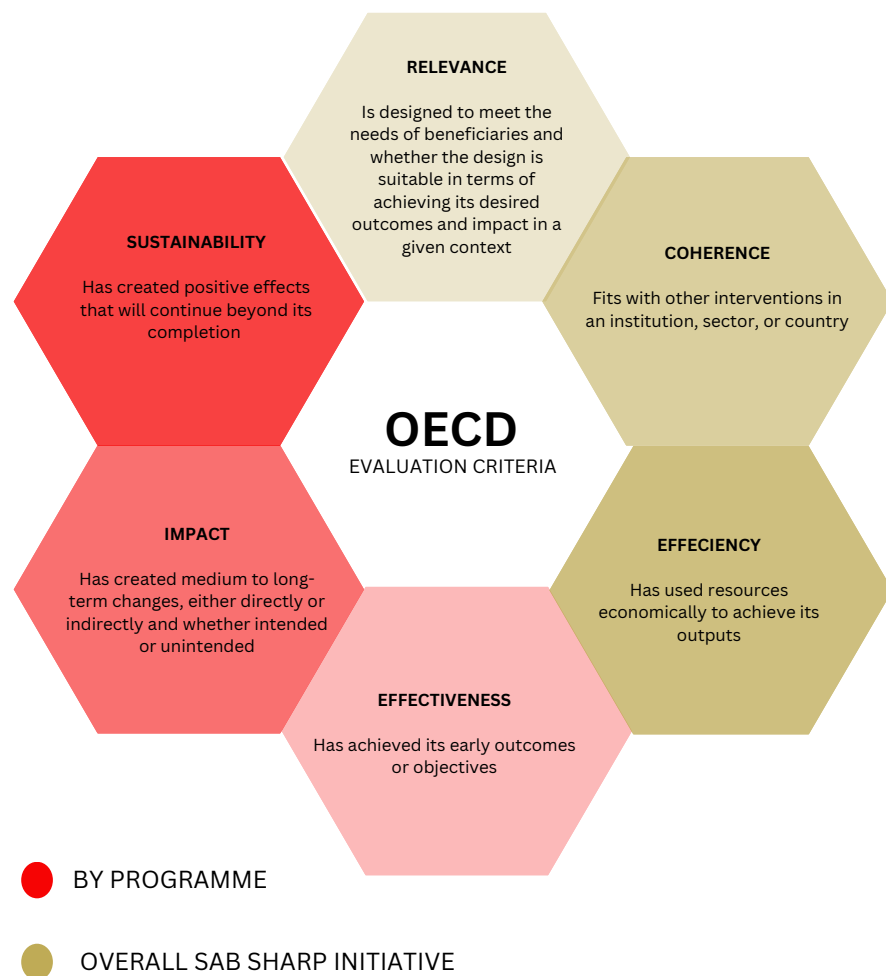 RELEVANCE
Is designed to meet the
needs of beneficiaries and
whether the design is
suitable in terms of
achieving its desired
outcomes and impact in a
given context
COHERENCE
Fits with other interventions in
an institution, sector, or country
EFFECIENCY
Has used resources
economically to achieve its
outputs
EFFECTIVENESS
Has achieved its early outcomes
or objectives
IMPACT
Has created medium to long-
term changes, either directly or
indirectly and whether intended
or unintended
SUSTAINABILITY
Has created positive effects
that will continue beyond its
completion
OECD
EVALUATION CRITERIA
BY PROGRAMME
OVERALL SAB SHARP INITIATIVE